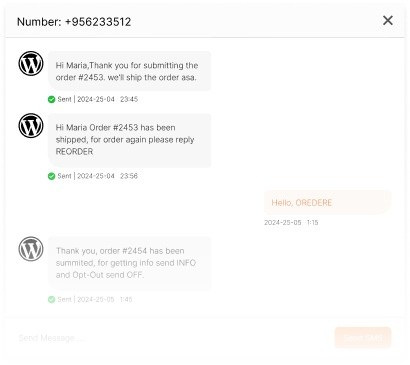 Number: +956233512
Hi Maria,Thank you for submitting the
order #2453. we'll ship the order asa.
Sent | 2024-25-04 23:45
Hi Maria Order #2453 has been
shipped, for order again please reply
REORDER
Sent | 2024-25-04 23:56
Hello, OREDERE
2024-25-05 1:15
Thank you, order #2454 has been
summited, for getting info send INFO
and Opt-Out send OFF.
Sent | 2024-25-05 1:45
Send Message....
Send SMS